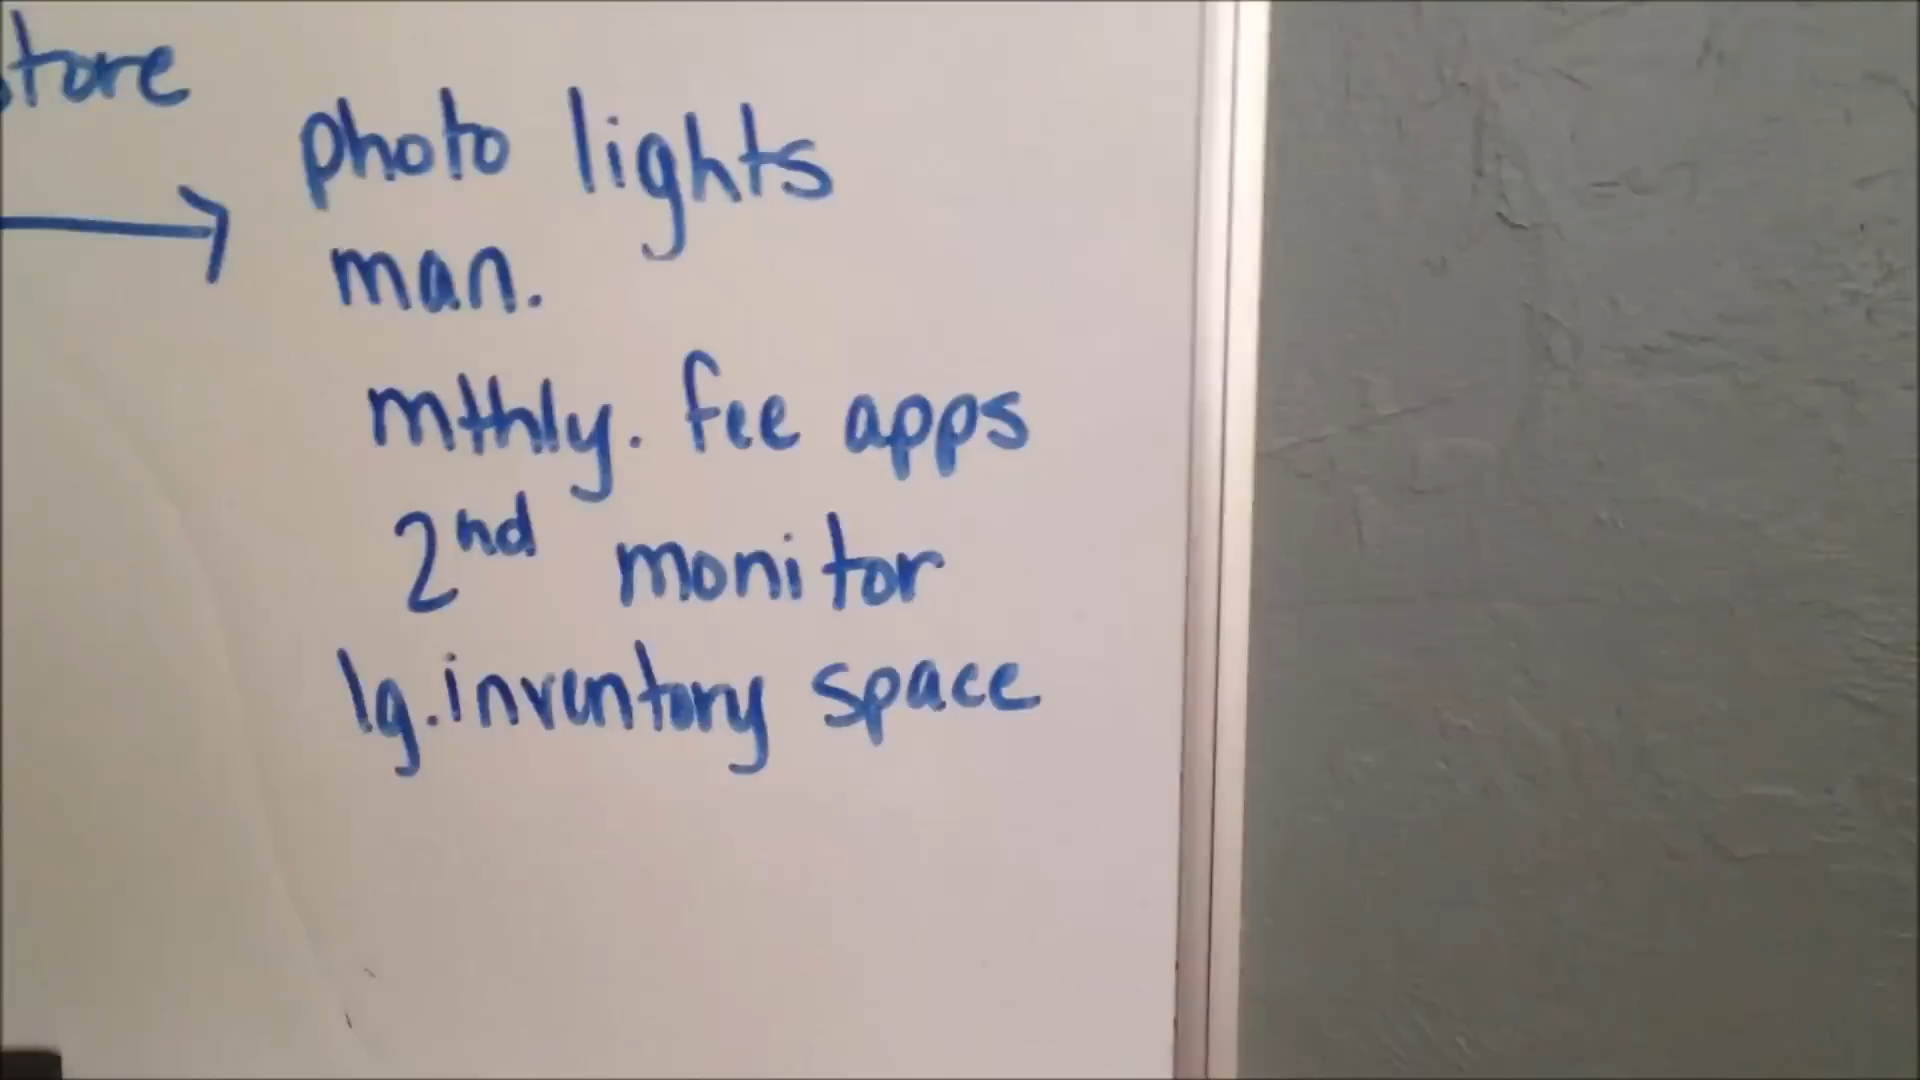 tore
photo lights
man.
mthly. fee apps
2nd monitor
lg. inventory space